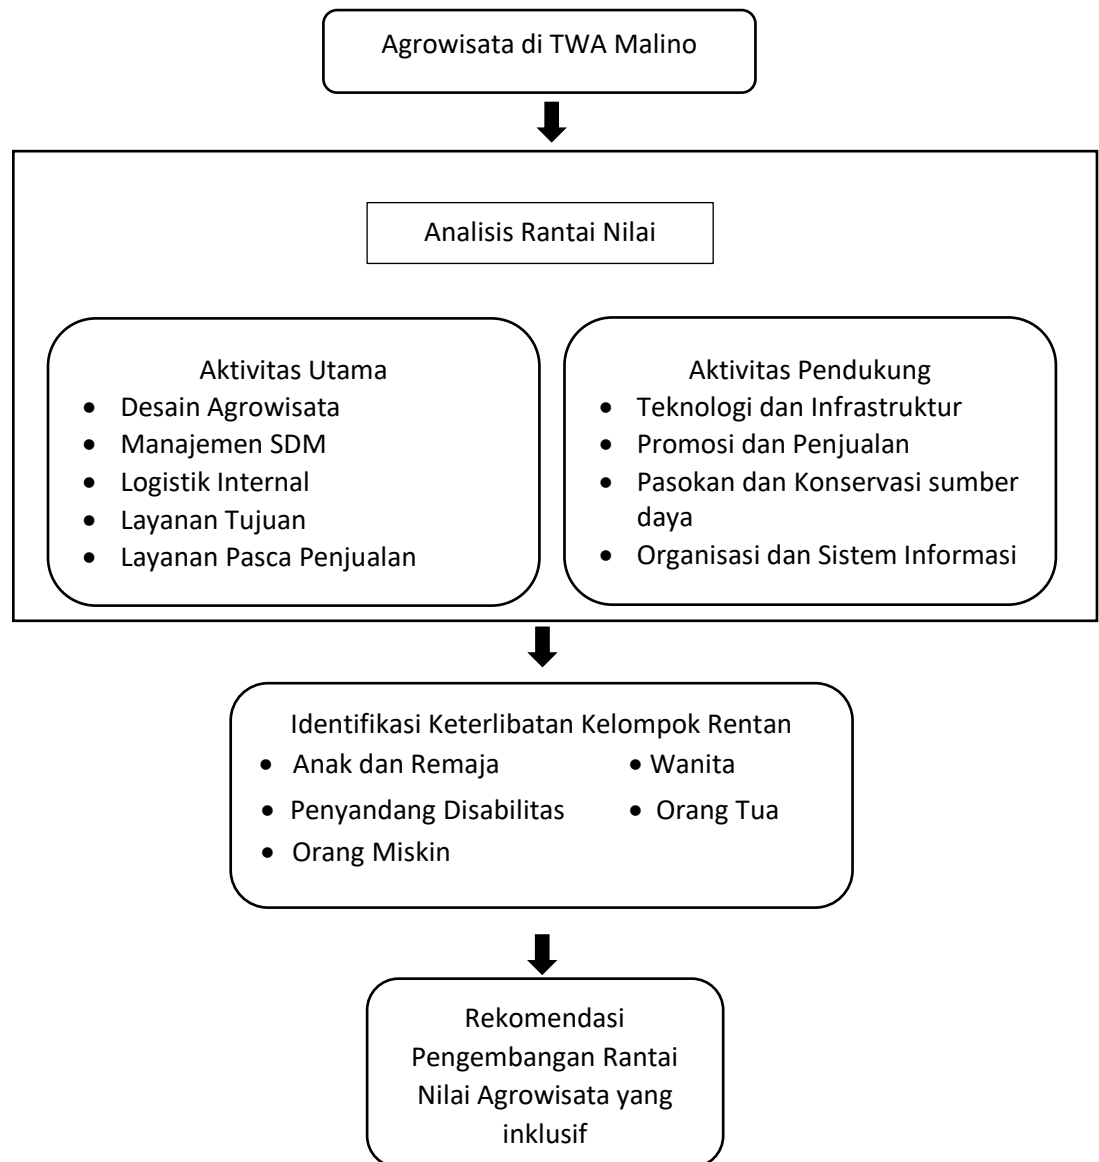 Agrowisata di TWA Malino
Analisis Rantai Nilai
Aktivitas Utama
• Desain Agrowisata
• Manajemen SDM
• Logistik Internal
• Layanan Tujuan
• Layanan Pasca Penjualan
Aktivitas Pendukung
• Teknologi dan Infrastruktur
• Promosi dan Penjualan
• Pasokan dan Konservasi sumber
daya
• Organisasi dan Sistem Informasi
Identifikasi Keterlibatan Kelompok Rentan
• Anak dan Remaja
• Wanita
• Penyandang Disabilitas
• Orang Tua
• Orang Miskin
Rekomendasi
Pengembangan Rantai
Nilai Agrowisata yang
inklusif